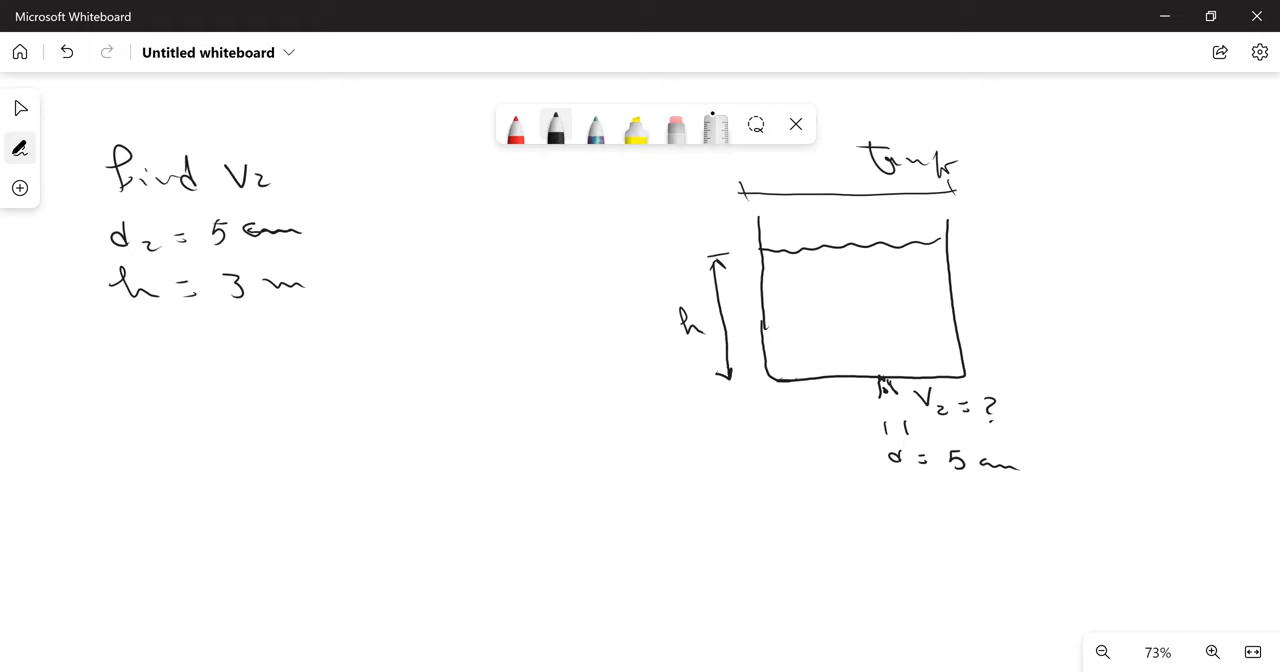 Microsoft Whiteboard
Untitled whiteboard
find V2
d2 = 5 cm
h = 3 m
tank
h
V2 = ?
d = 5 cm
73%